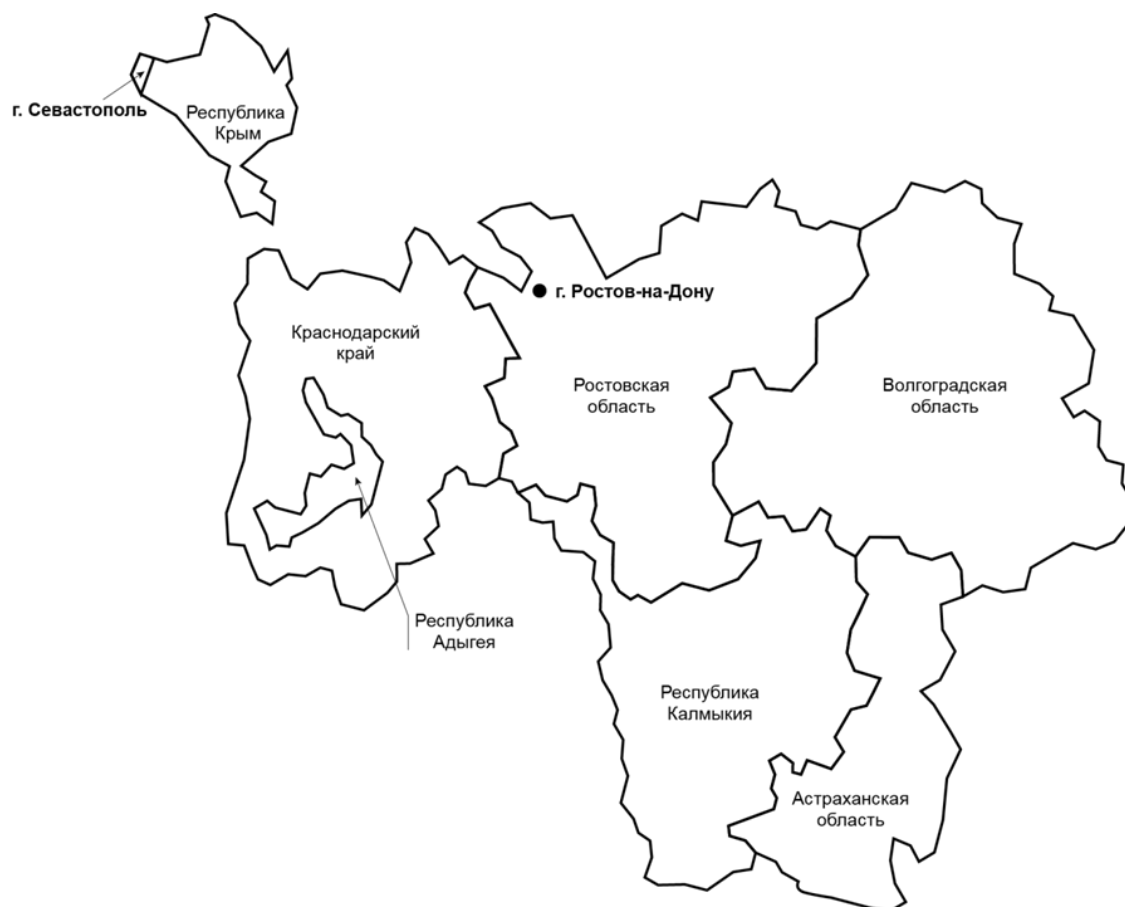 г. Севастополь
Республика
Крым
г. Ростов-на-Дону
Краснодарский
край
Ростовская
область
Волгоградская
область
Республика
Адыгея
Республика
Калмыкия
Астраханская
область